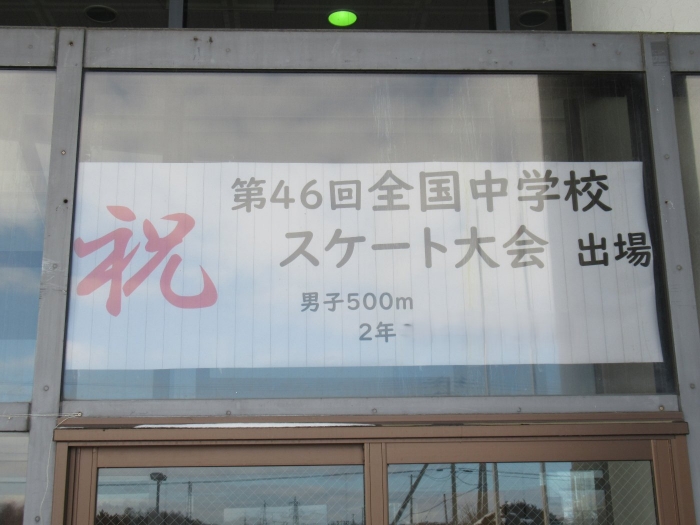 祝
第46回全国中学校
スケート大会 出場
男子500m
2年